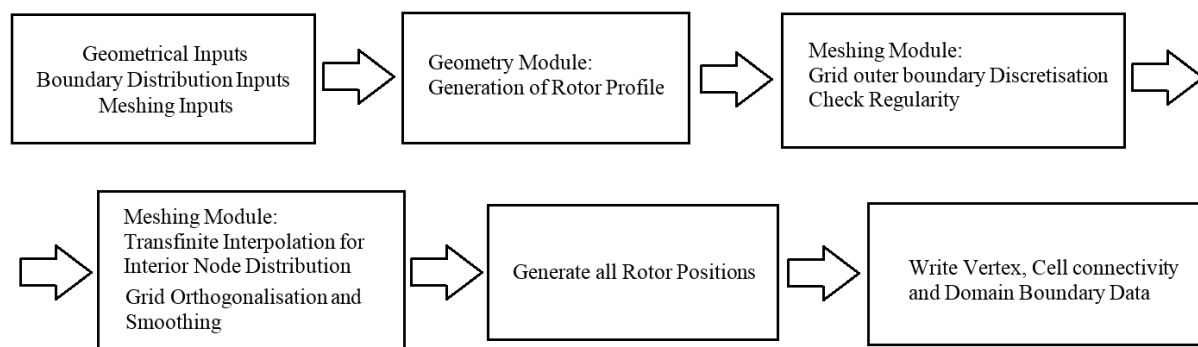 Geometrical Inputs
Boundary Distribution Inputs
Meshing Inputs
Geometry Module:
Generation of Rotor Profile
Meshing Module:
Grid outer boundary Discretisation
Check Regularity
Meshing Module:
Transfinite Interpolation for
Interior Node Distribution
Grid Orthogonalisation and
Smoothing
Generate all Rotor Positions
Write Vertex, Cell connectivity
and Domain Boundary Data